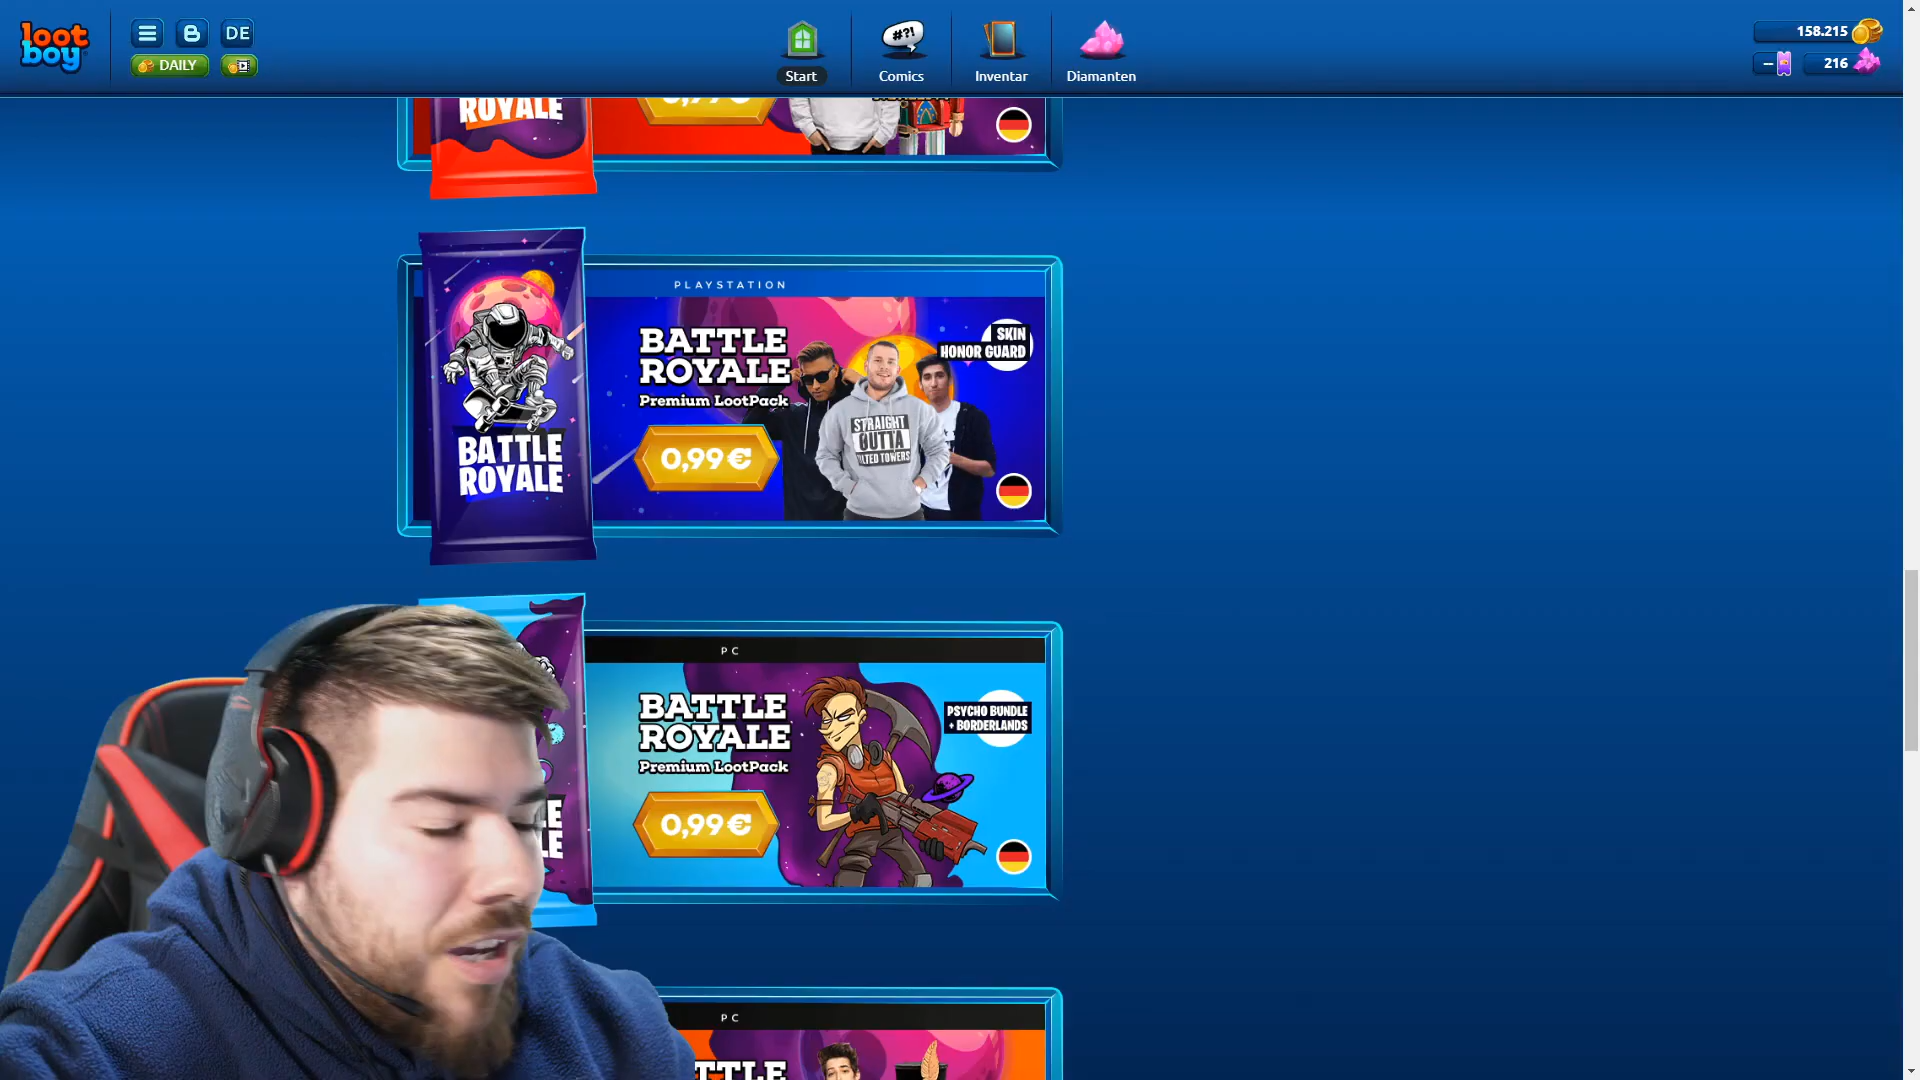 loot
boy
DE
DAILY
Start
Comics
Inventar
Diamanten
158.215
216
ROYALE
PLAYSTATION
BATTLE
ROYALE
BATTLE
ROYALE
Premium LootPack
0,99€
SKIN
HONOR GUARD
STRAIGHT
OUTTA
TILTED TOWERS
PC
BATTLE
ROYALE
Premium LootPack
0,99€
PSYCHO BUNDLE
+ BORDERLANDS
PC